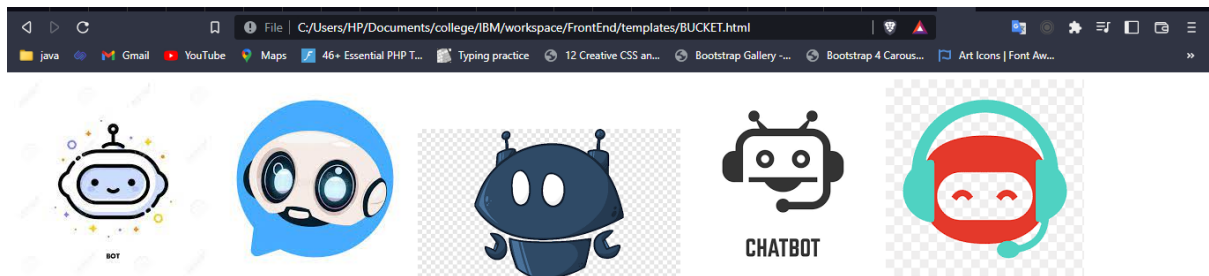 File C:/Users/HP/Documents/college/IBM/workspace/FrontEnd/templates/BUCKET.html
java Gmail YouTube Maps 46+ Essential PHP T... Typing practice 12 Creative CSS an... Bootstrap Gallery -... Bootstrap 4 Carous... Art Icons | Font Aw... »
BOT
CHATBOT